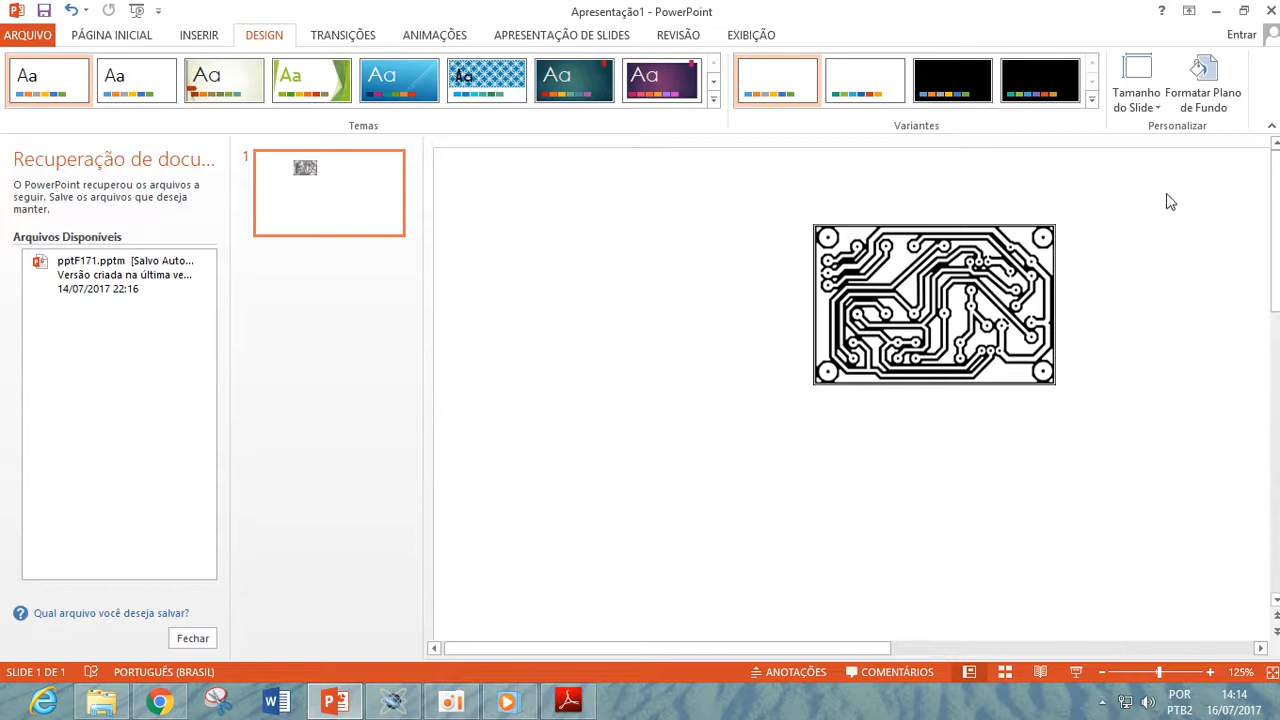 Apresentação1 - PowerPoint
?
ARQUIVO PÁGINA INICIAL INSERIR DESIGN TRANSIÇÕES ANIMAÇÕES APRESENTAÇÃO DE SLIDES REVISÃO EXIBIÇÃO Entrar
Aa Aa Aa Aa Aa Aa Aa Aa
Tamanho do Slide
Formatar Plano de Fundo
Temas Variantes Personalizar
Recuperação de docu...
O PowerPoint recuperou os arquivos a
seguir. Salve os arquivos que deseja
manter.
Arquivos Disponíveis
pptF171.pptm [Salvo Auto...
Versão criada na última ve...
14/07/2017 22:16
? Qual arquivo você deseja salvar?
Fechar
1
SLIDE 1 DE 1 PORTUGUÊS (BRASIL) ANOTAÇÕES COMENTÁRIOS 125%
POR 14:14
PTB2 16/07/2017